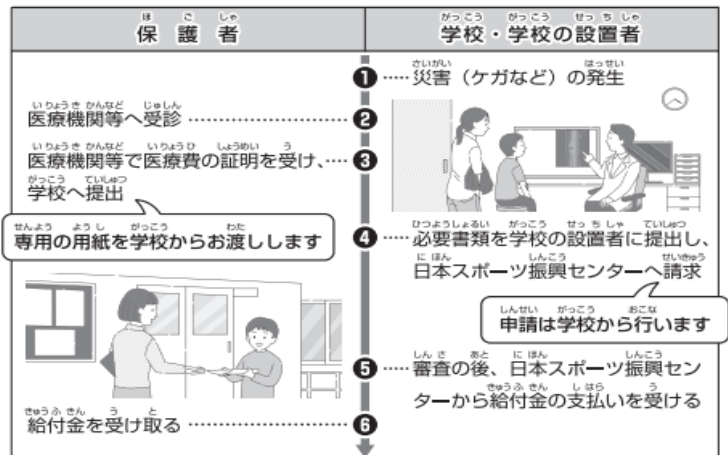 保護者
学校・学校の設置者
❶……災害（ケガなど）の発生
医療機関等へ受診……❷
医療機関等で医療費の証明を受け、……❸
学校へ提出
専用の用紙を学校からお渡しします
❹……必要書類を学校の設置者に提出し、
日本スポーツ振興センターへ請求
申請は学校から行います
❺……審査の後、日本スポーツ振興セン
ターから給付金の支払いを受ける
給付金を受け取る……❻